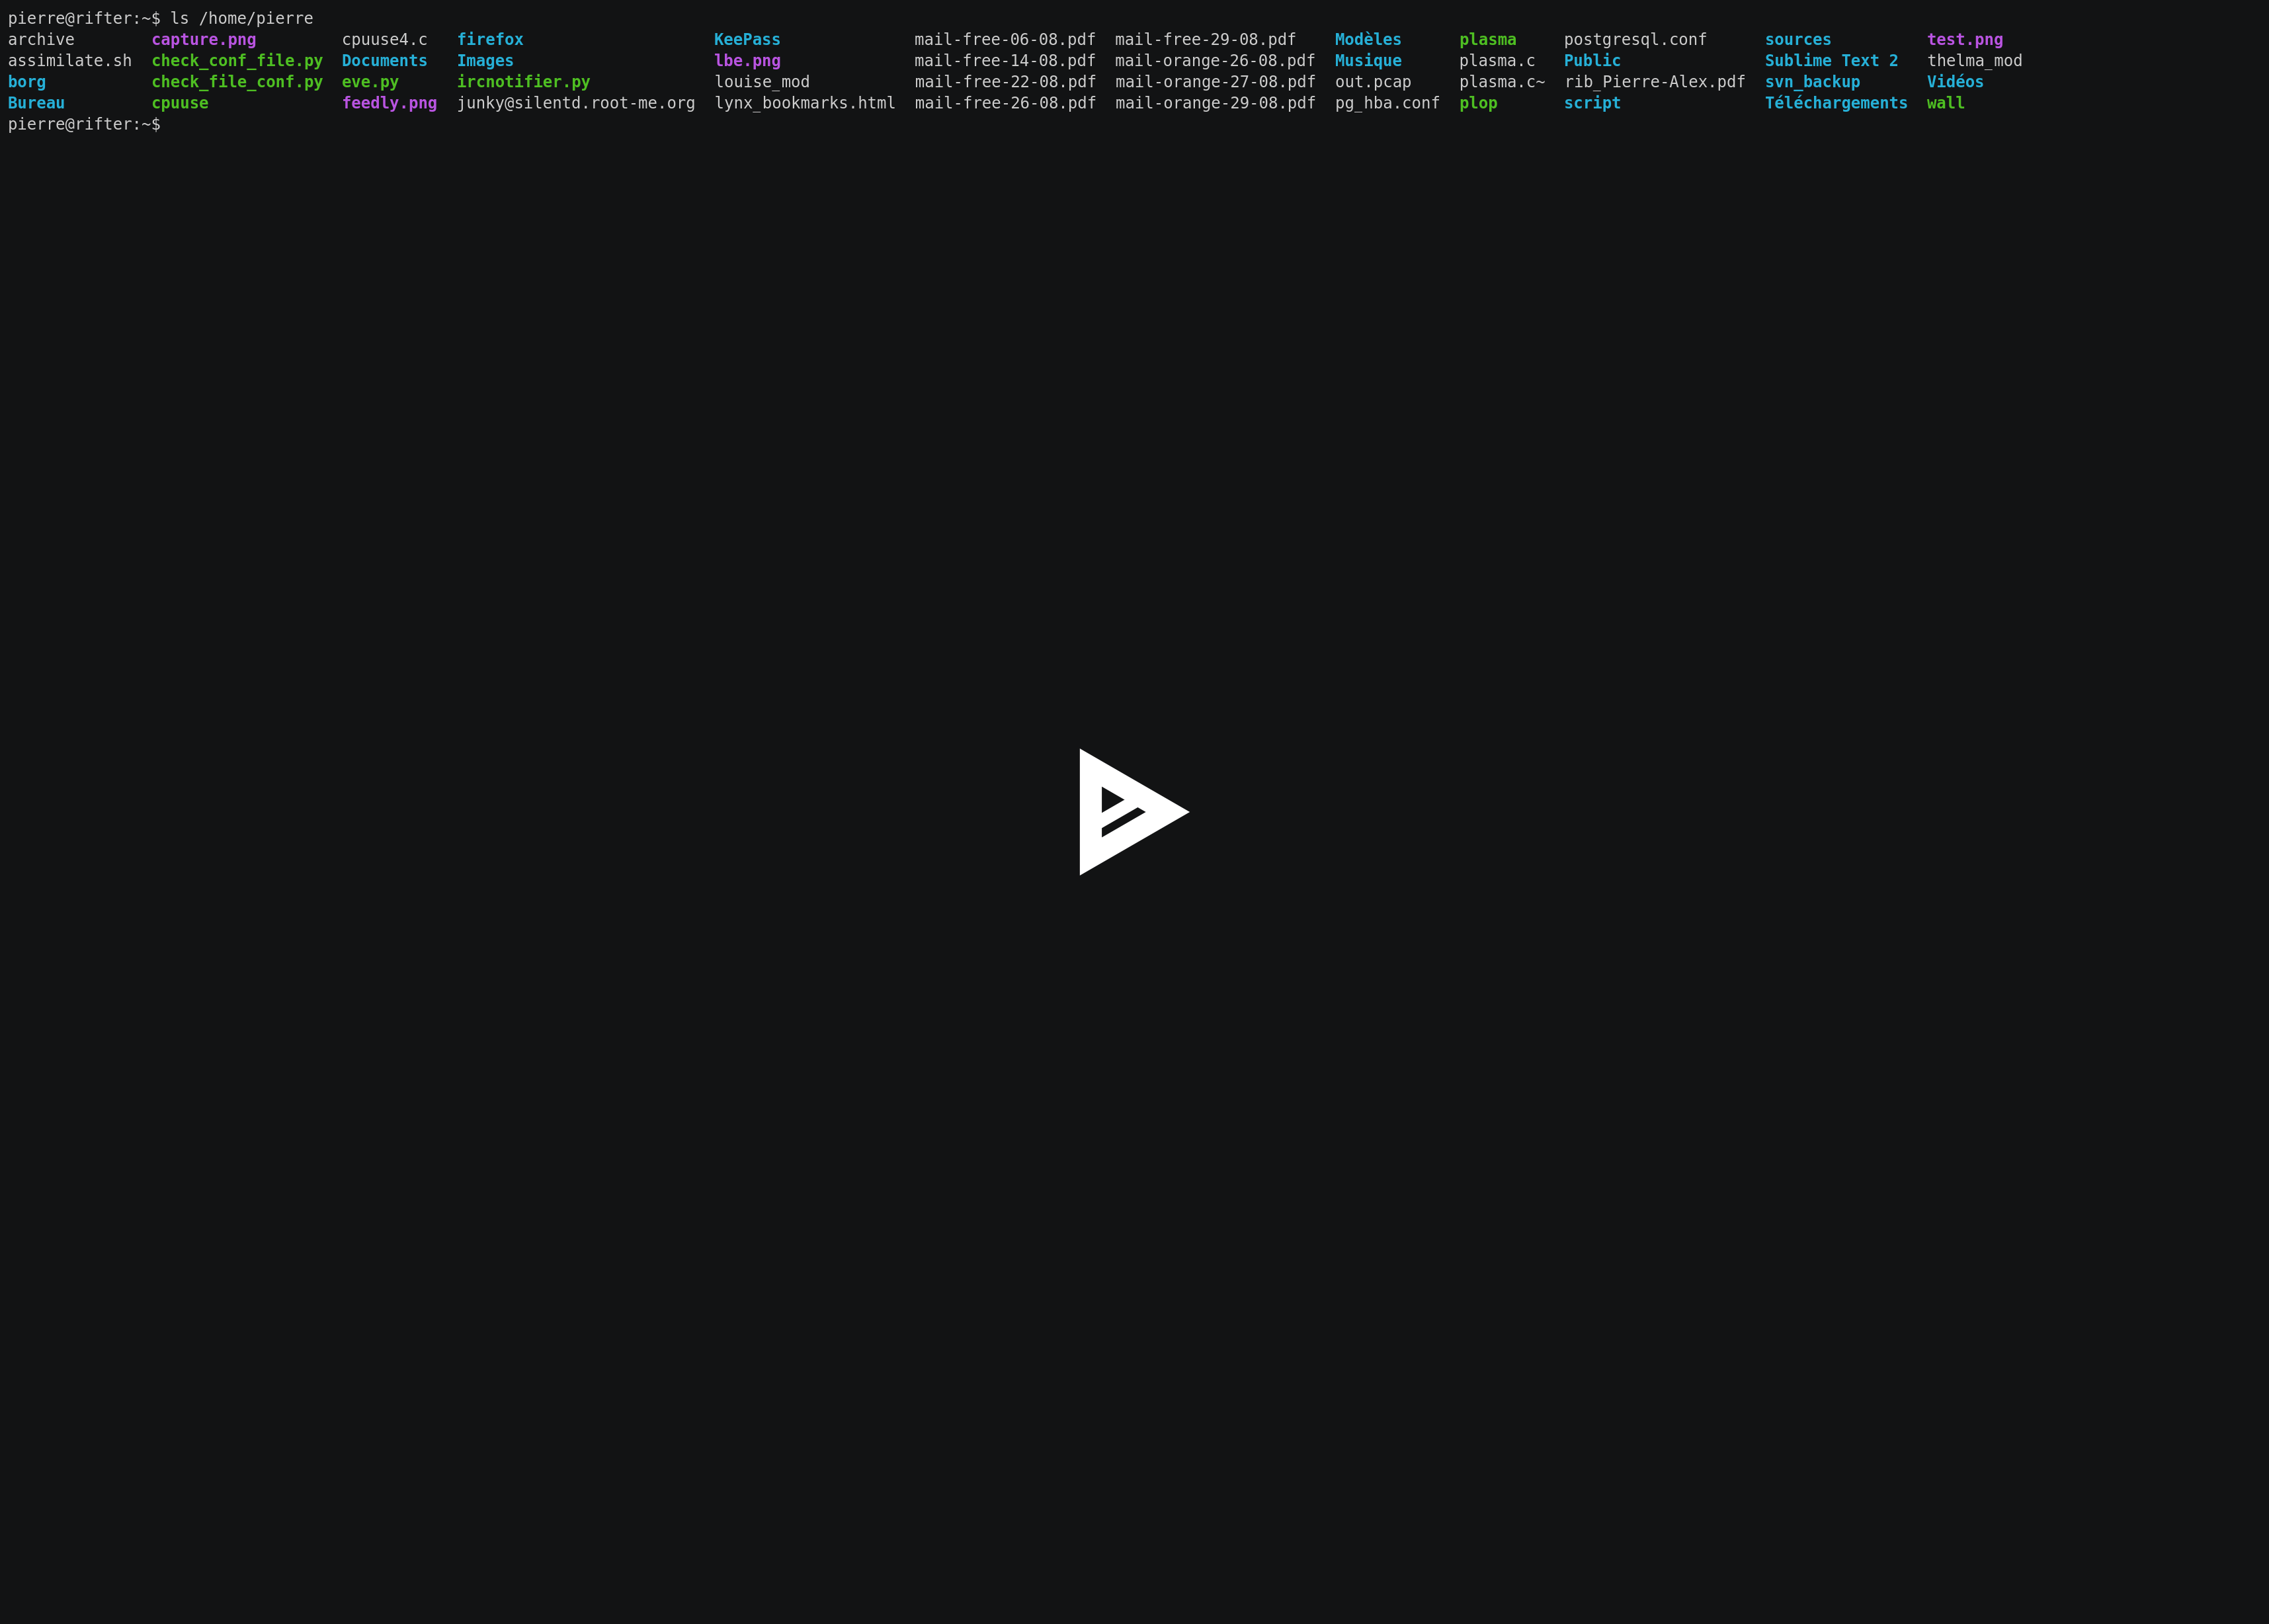 pierre@rifter:~$ ls /home/pierre
archive capture.png cpuuse4.c firefox KeePass mail-free-06-08.pdf mail-free-29-08.pdf Modèles plasma postgresql.conf sources test.png
assimilate.sh check_conf_file.py Documents Images lbe.png mail-free-14-08.pdf mail-orange-26-08.pdf Musique plasma.c Public Sublime Text 2 thelma_mod
borg check_file_conf.py eve.py ircnotifier.py louise_mod mail-free-22-08.pdf mail-orange-27-08.pdf out.pcap plasma.c~ rib_Pierre-Alex.pdf svn_backup Vidéos
Bureau cpuuse feedly.png junky@silentd.root-me.org lynx_bookmarks.html mail-free-26-08.pdf mail-orange-29-08.pdf pg_hba.conf plop script Téléchargements wall
pierre@rifter:~$